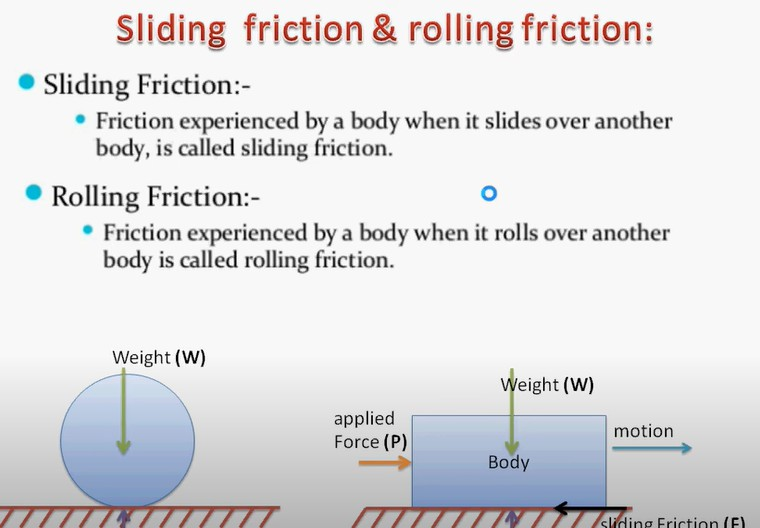 Sliding friction & rolling friction:
Sliding Friction:-
Friction experienced by a body when it slides over another
body, is called sliding friction.
Rolling Friction:-
Friction experienced by a body when it rolls over another
body is called rolling friction.
Weight (W)
Weight (W)
applied
Force (P)
motion
Body
sliding Friction (F)